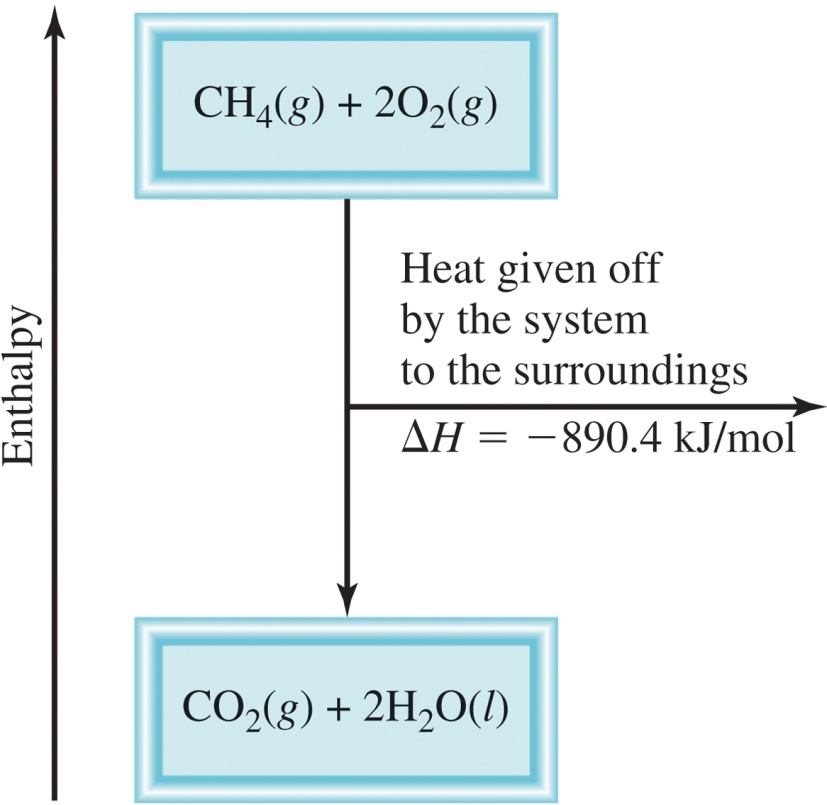 CH₄(g) + 2O₂(g)
Heat given off
by the system
to the surroundings
ΔH = −890.4 kJ/mol
Enthalpy
CO₂(g) + 2H₂O(l)